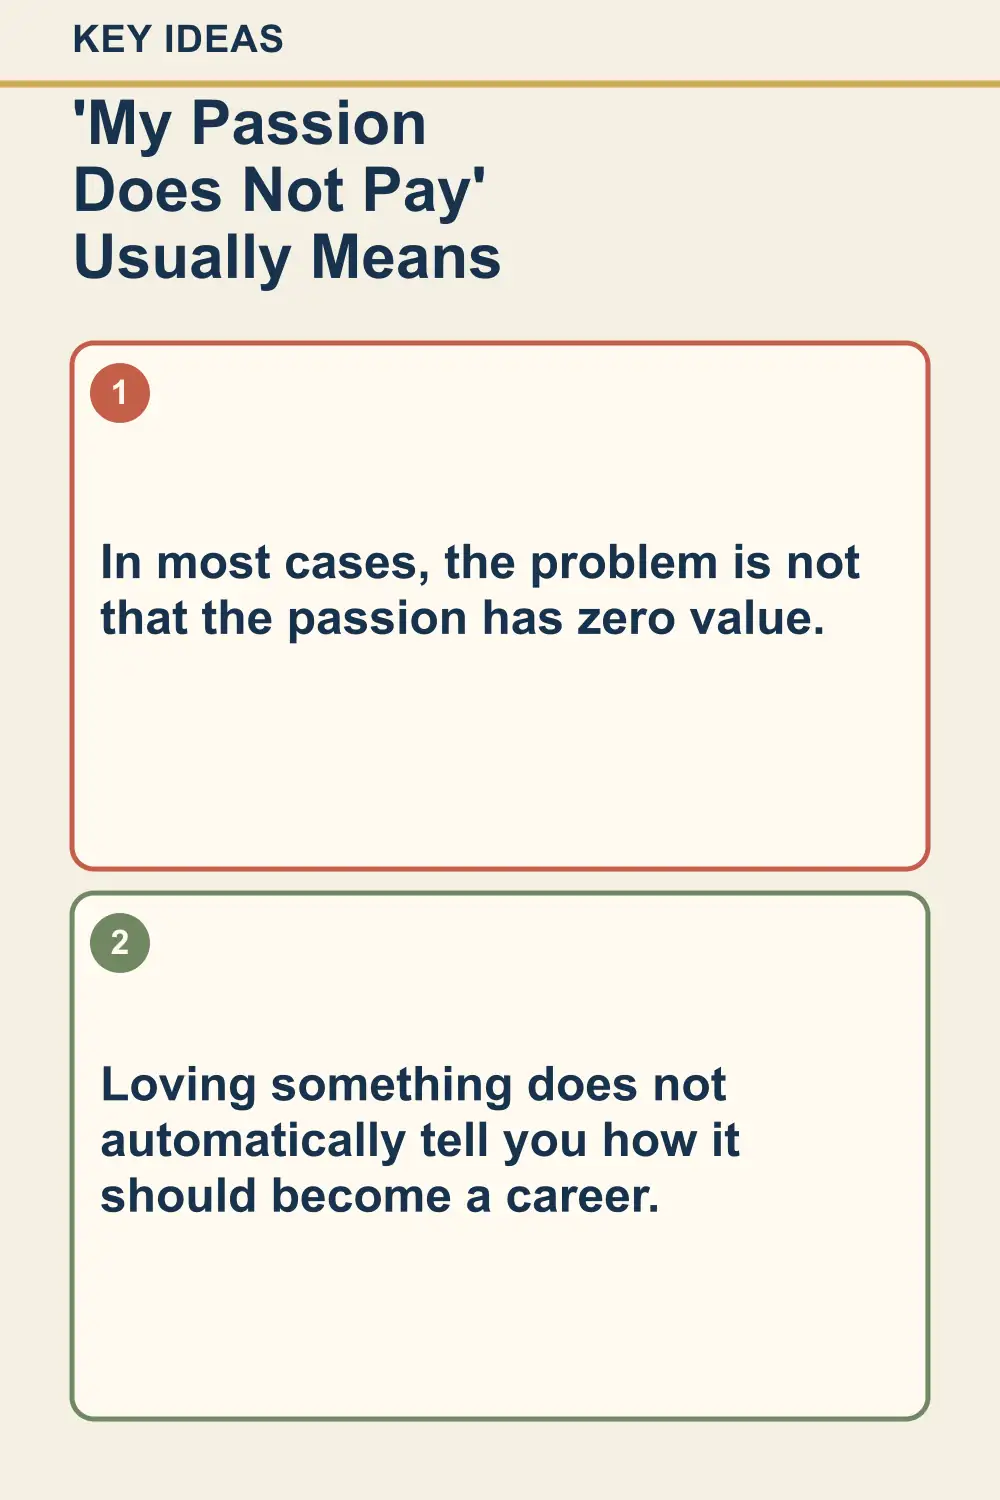 KEY IDEAS
'My Passion
Does Not Pay'
Usually Means
1
In most cases, the problem is not
that the passion has zero value.
2
Loving something does not
automatically tell you how it
should become a career.